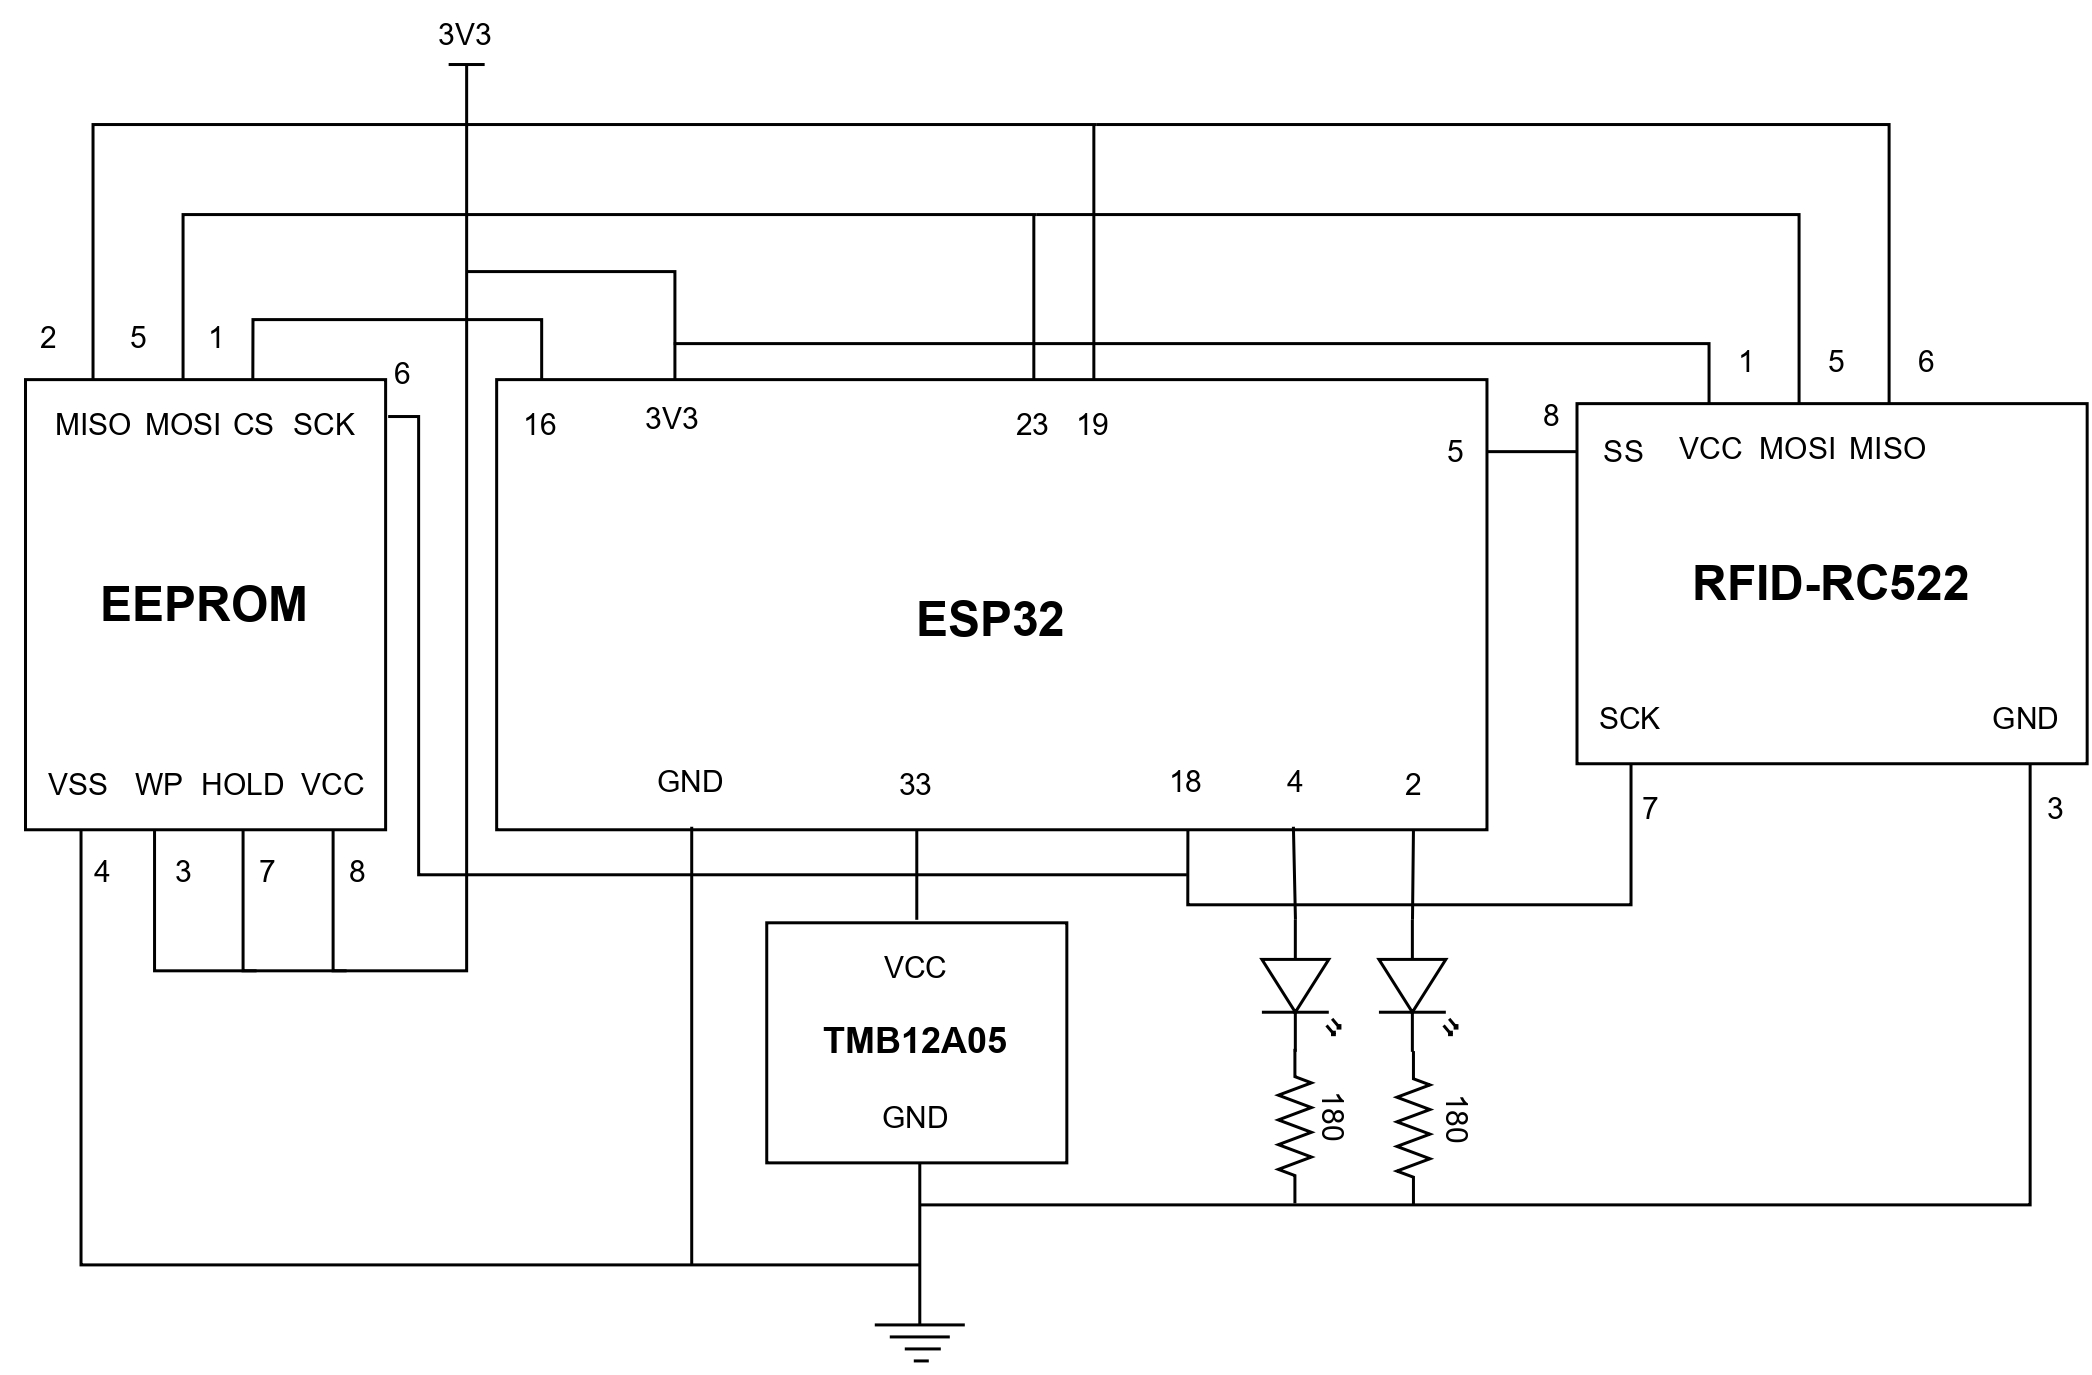 3V3
2 5 1
6
1 5 6
8
MISO MOSI CS SCK
16 3V3 23 19
5
SS VCC MOSI MISO
EEPROM
ESP32
RFID-RC522
SCK GND
VSS WP HOLD VCC
GND 33 18 4 2
7 3
4 3 7 8
VCC
TMB12A05
GND
180 180